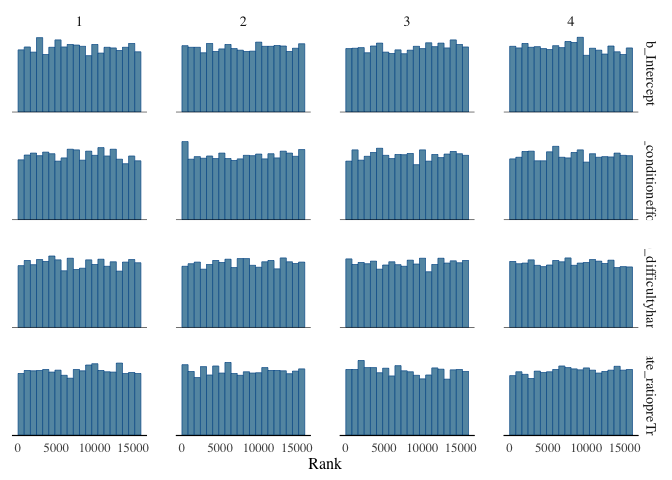 1 2 3 4
b_Intercept
_conditioneffc
_difficultyhar
ate_ratiopreTr
0 5000 10000 15000 0 5000 10000 15000 0 5000 10000 15000 0 5000 10000 15000
Rank